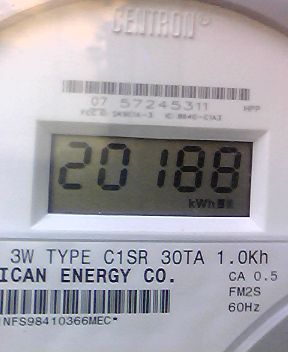 CENTRON®
07 57245311 HPP
20188
kWh
3W TYPE C1SR 30TA 1.0Kh
ICAN ENERGY CO. CA 0.5
FM2S
60Hz
NFS98410366MEC*